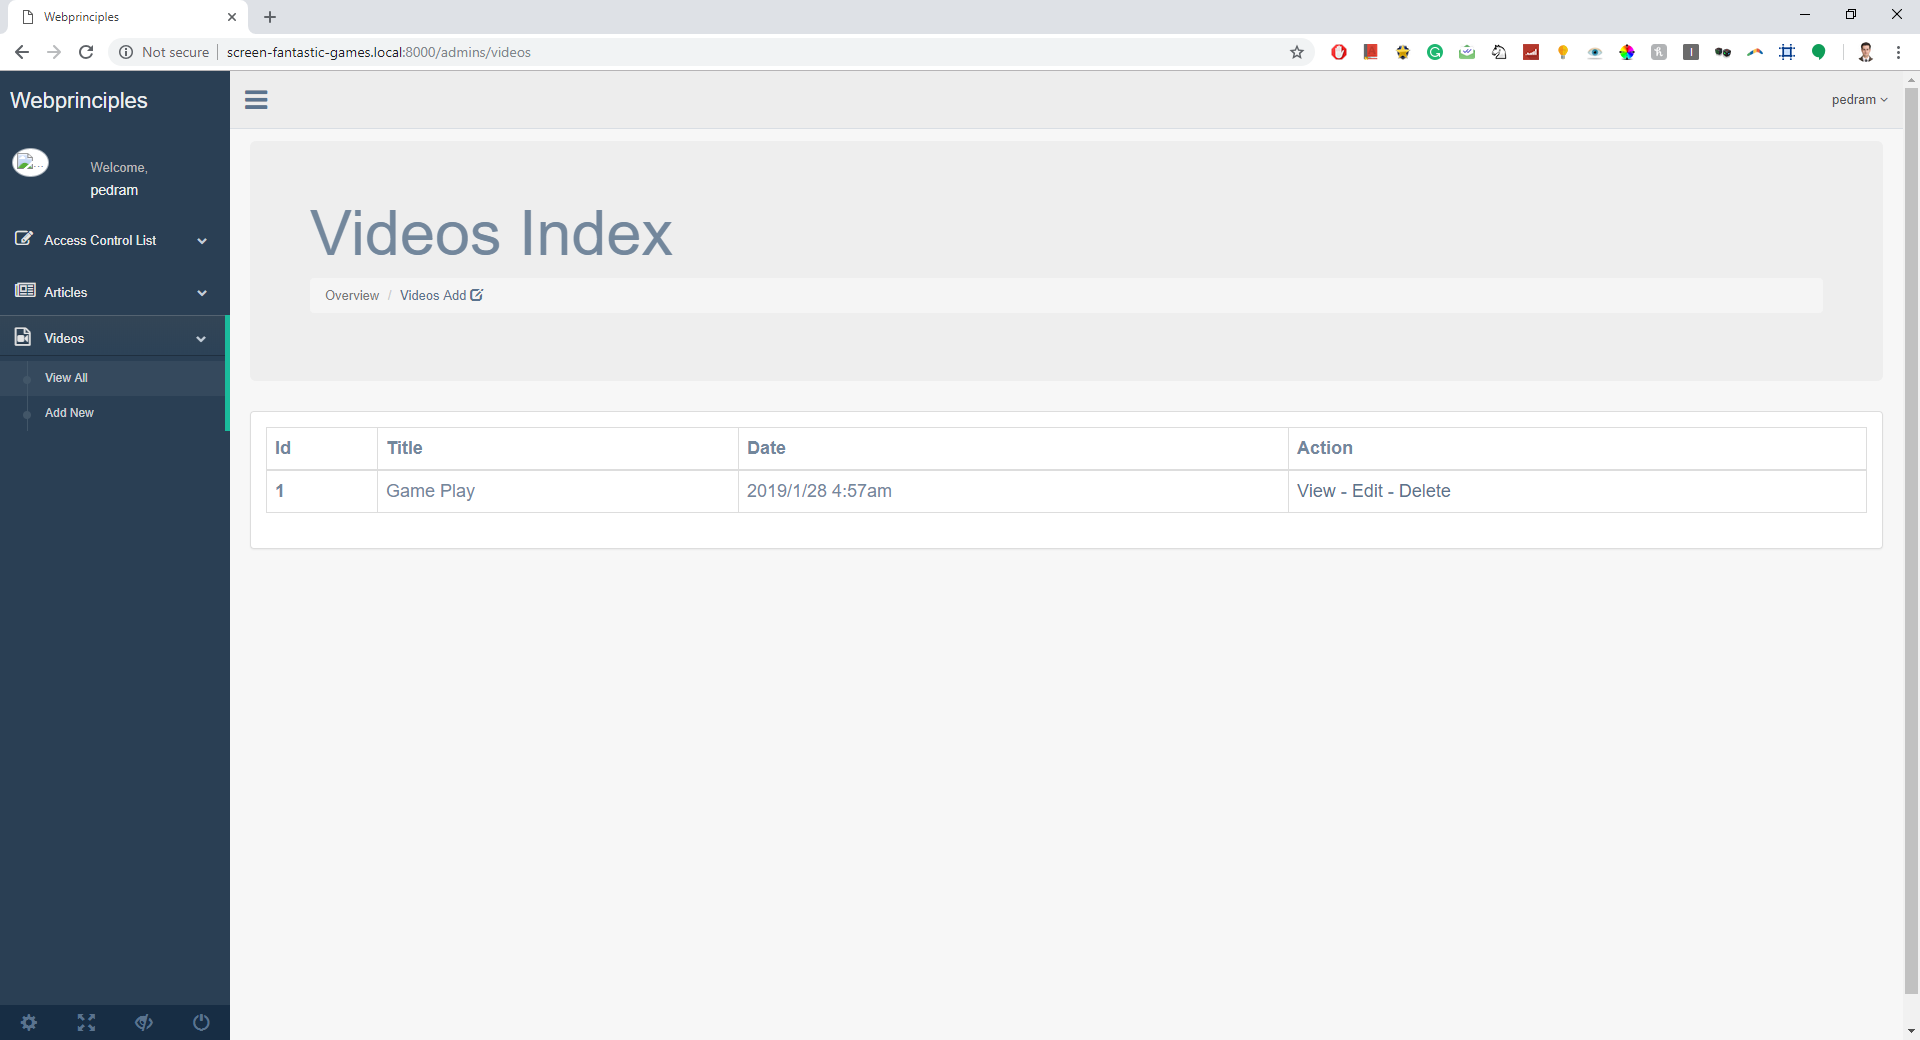 Webprinciples
Not secure screen-fantastic-games.local:8000/admins/videos
Webprinciples
pedram
Welcome,
pedram
Access Control List
Articles
Videos
View All
Add New
Videos Index
Overview / Videos Add
Id Title Date Action
1 Game Play 2019/1/28 4:57am View - Edit - Delete